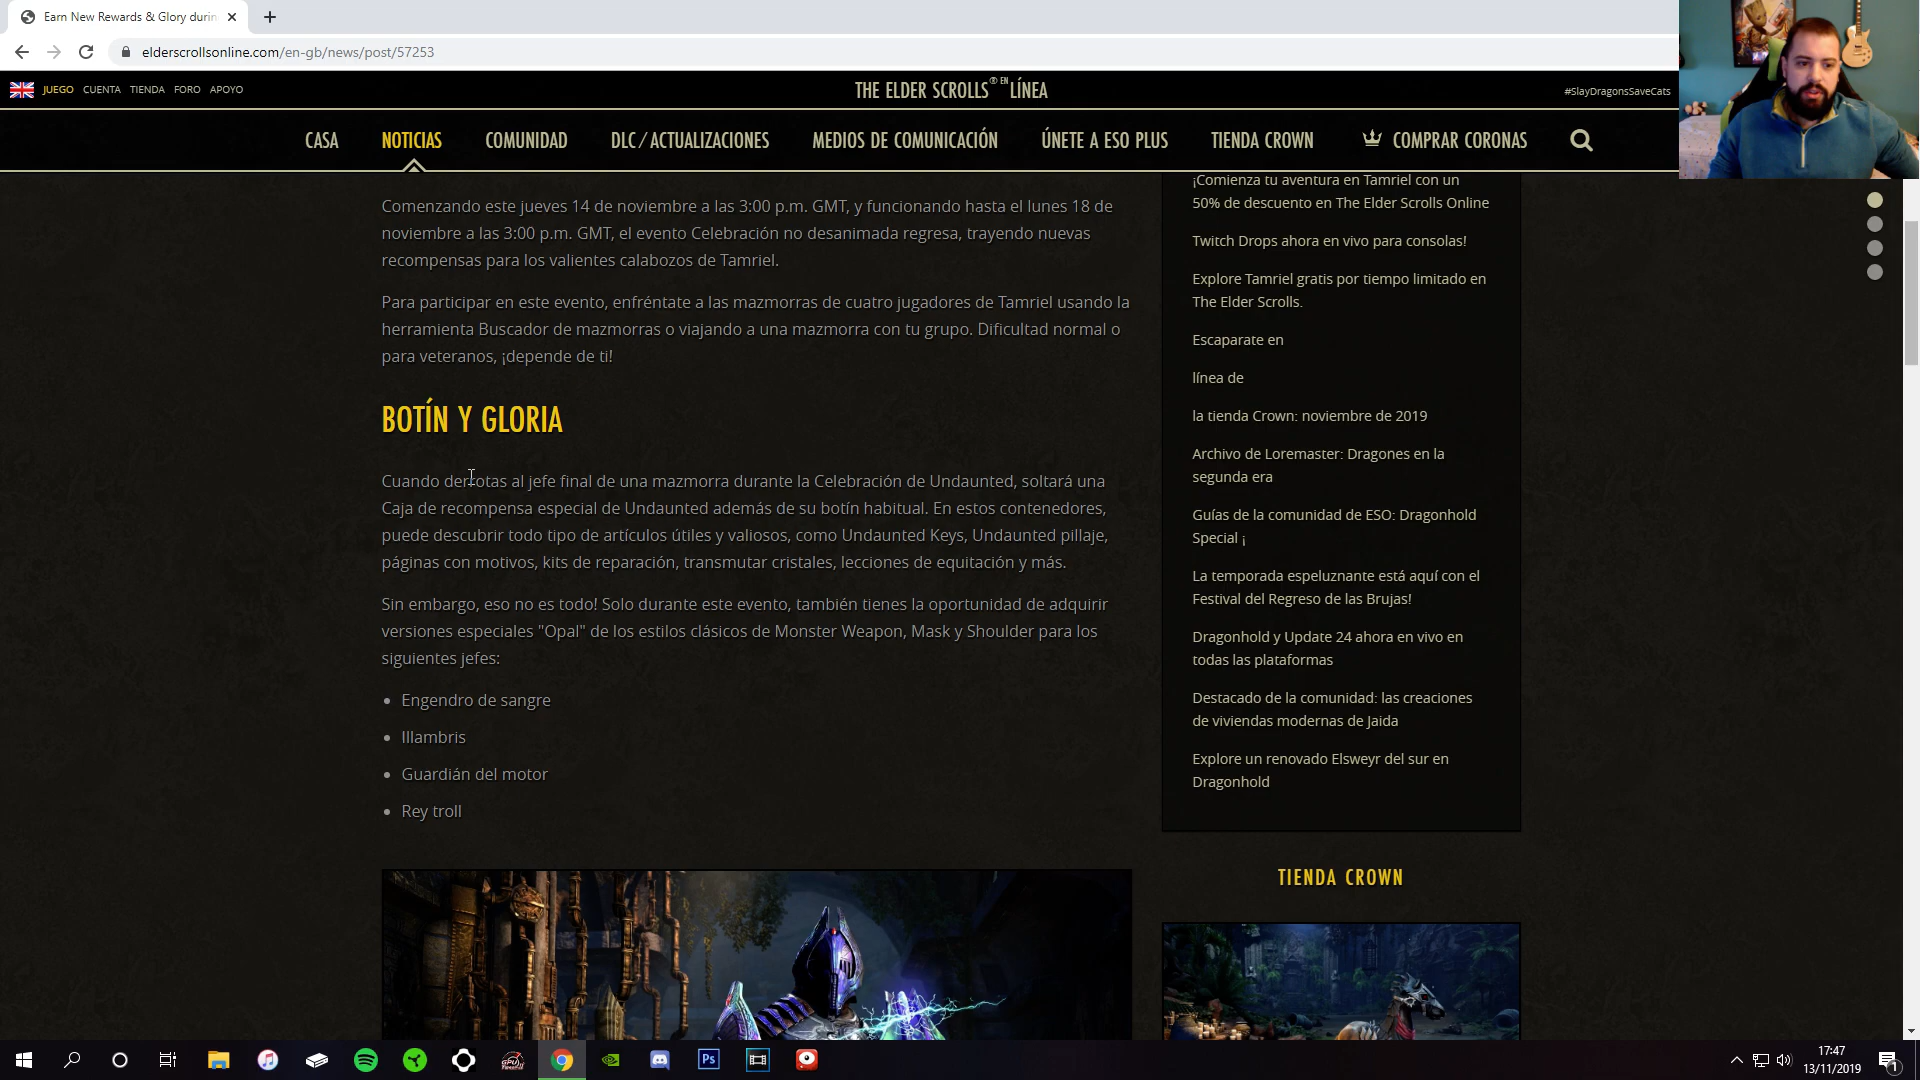 Earn New Rewards & Glory durin
elderscrollsonline.com/en-gb/news/post/57253
JUEGO CUENTA TIENDA FORO APOYO
THE ELDER SCROLLS® EN LÍNEA
#SlayDragonsSaveCats
CASA NOTICIAS COMUNIDAD DLC / ACTUALIZACIONES MEDIOS DE COMUNICACIÓN ÚNETE A ESO PLUS TIENDA CROWN COMPRAR CORONAS
Comenzando este jueves 14 de noviembre a las 3:00 p.m. GMT, y funcionando hasta el lunes 18 de
noviembre a las 3:00 p.m. GMT, el evento Celebración no desanimada regresa, trayendo nuevas
recompensas para los valientes calabozos de Tamriel.
Para participar en este evento, enfréntate a las mazmorras de cuatro jugadores de Tamriel usando la
herramienta Buscador de mazmorras o viajando a una mazmorra con tu grupo. Dificultad normal o
para veteranos, ¡depende de ti!
BOTÍN Y GLORIA
Cuando derrotas al jefe final de una mazmorra durante la Celebración de Undaunted, soltará una
Caja de recompensa especial de Undaunted además de su botín habitual. En estos contenedores,
puede descubrir todo tipo de artículos útiles y valiosos, como Undaunted Keys, Undaunted pillaje,
páginas con motivos, kits de reparación, transmutar cristales, lecciones de equitación y más.
Sin embargo, eso no es todo! Solo durante este evento, también tienes la oportunidad de adquirir
versiones especiales "Opal" de los estilos clásicos de Monster Weapon, Mask y Shoulder para los
siguientes jefes:
Engendro de sangre
Illambris
Guardián del motor
Rey troll
¡Comienza tu aventura en Tamriel con un
50% de descuento en The Elder Scrolls Online
Twitch Drops ahora en vivo para consolas!
Explore Tamriel gratis por tiempo limitado en
The Elder Scrolls.
Escaparate en
línea de
la tienda Crown: noviembre de 2019
Archivo de Loremaster: Dragones en la
segunda era
Guías de la comunidad de ESO: Dragonhold
Special ¡
La temporada espeluznante está aquí con el
Festival del Regreso de las Brujas!
Dragonhold y Update 24 ahora en vivo en
todas las plataformas
Destacado de la comunidad: las creaciones
de viviendas modernas de Jaida
Explore un renovado Elsweyr del sur en
Dragonhold
TIENDA CROWN
Ps
17:47
13/11/2019
1